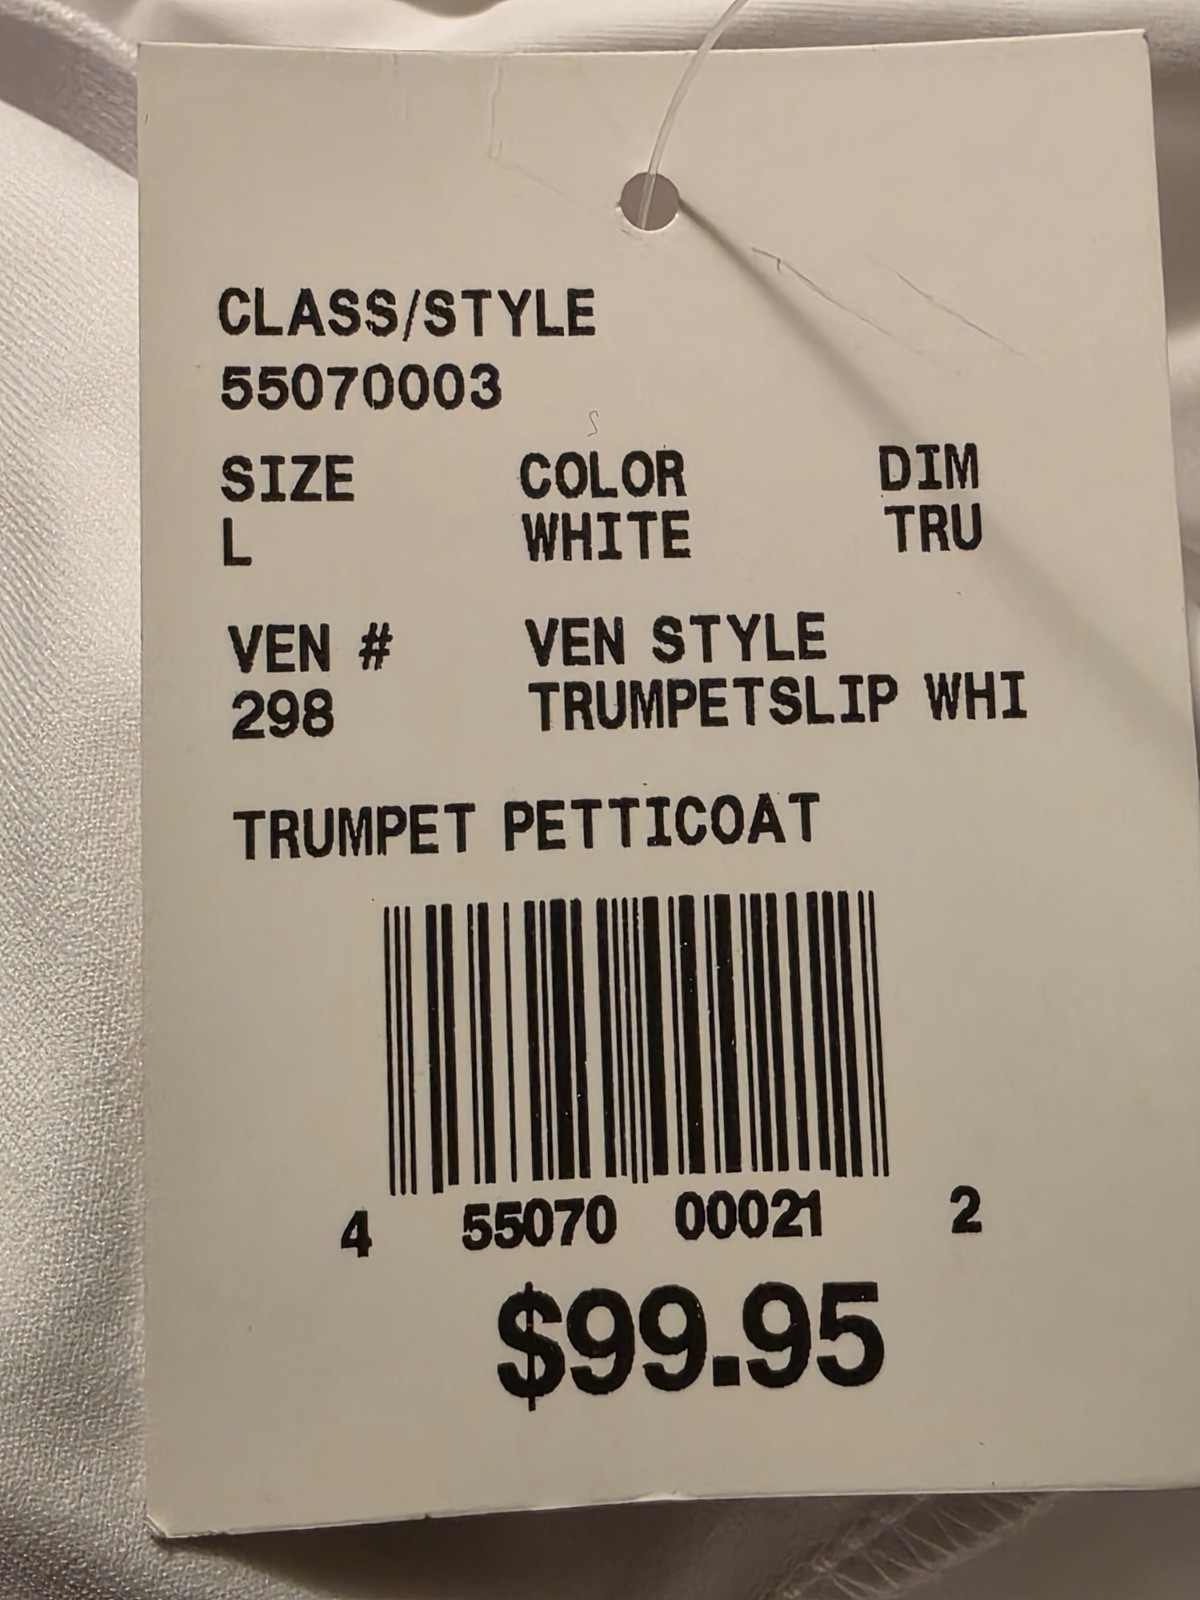 CLASS/STYLE
55070003
SIZE COLOR DIM
L WHITE TRU
VEN # VEN STYLE
298 TRUMPETSLIP WHI
TRUMPET PETTICOAT
4 55070 00021 2
$99.95